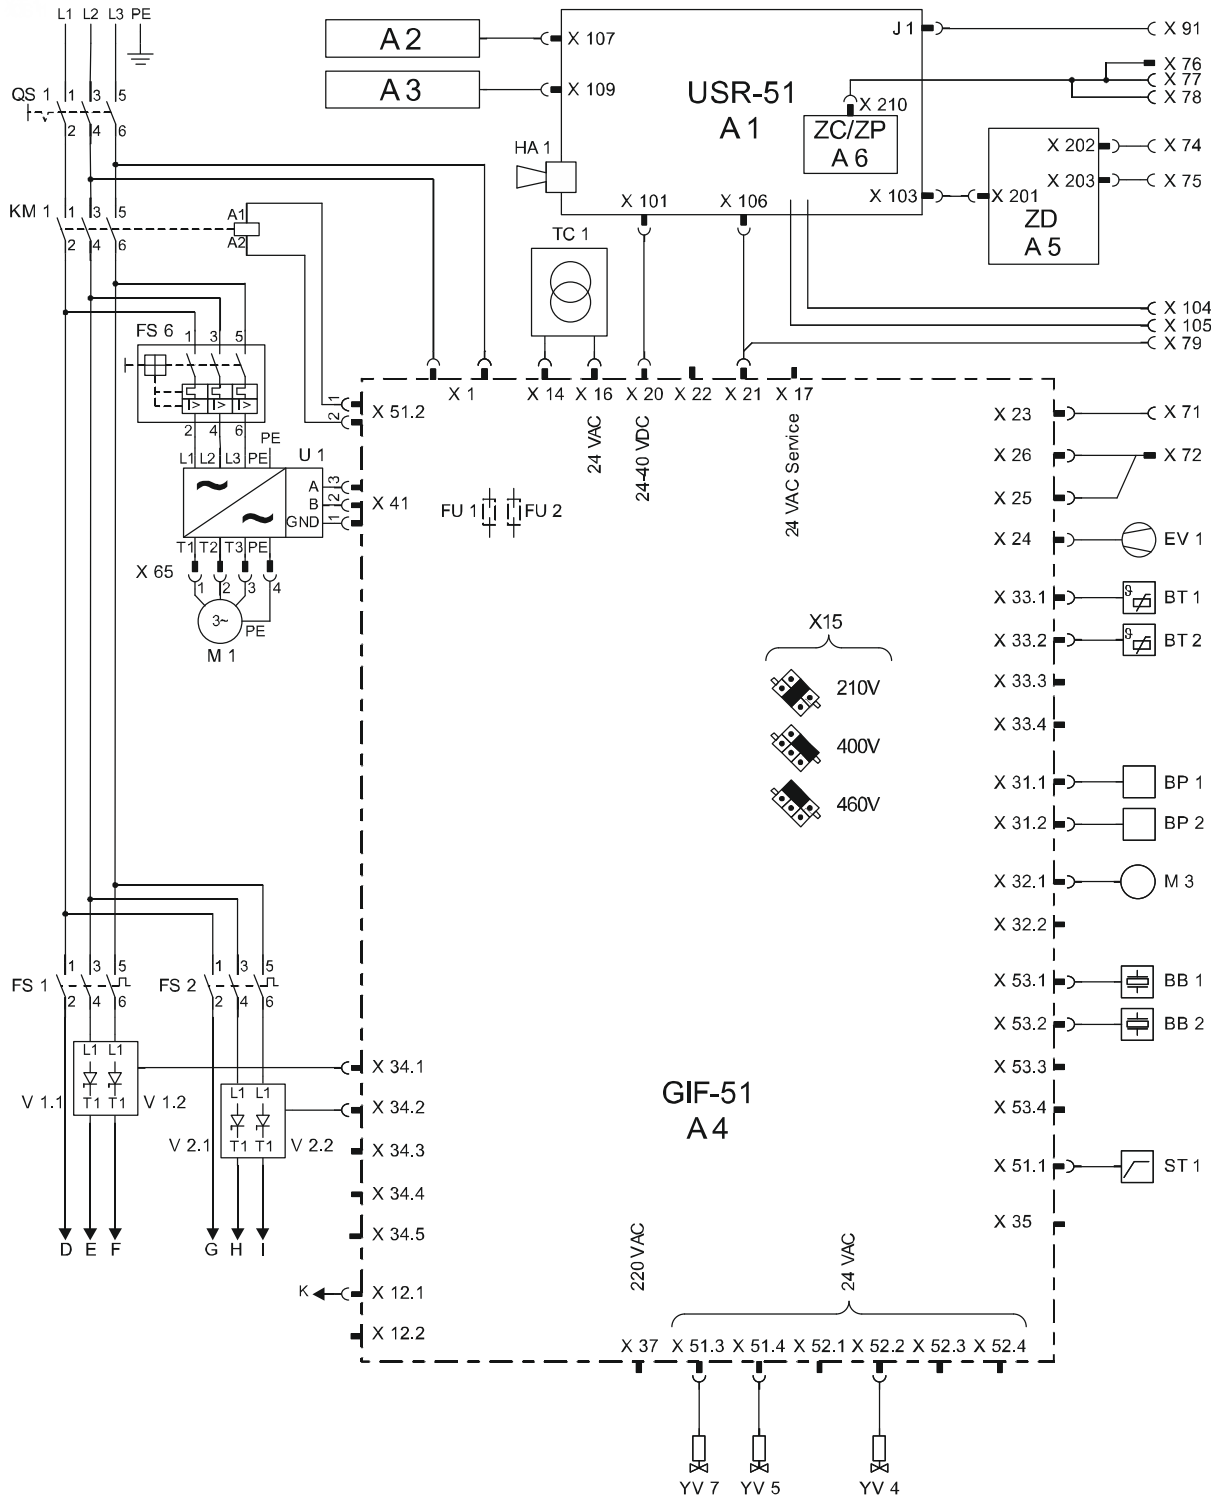 L1 L2 L3 PE
A 2
X 107
J 1
X 91
A 3
X 109
USR-51
A 1
X 76
X 77
X 78
X 210
ZC/ZP
A 6
QS 1
1 3 5
2 4 6
HA 1
X 202
X 74
X 203
X 75
X 101
X 106
X 103
X 201
ZD
A 5
KM 1
1 3 5
2 4 6
A1
A2
TC 1
X 104
X 105
X 79
FS 6
1 3 5
I> I> I>
2 4 6
PE
1
2
X 51.2
X 1
X 14
X 16
X 20
X 22
X 21
X 17
24 VAC
24-40 VDC
24 VAC Service
X 23
X 71
X 26
X 72
X 25
L1 L2 L3 PE
U 1
A
B
GND
3
2
1
X 41
FU 1
FU 2
X 24
EV 1
T1 T2 T3 PE
X 65
1 2 3 4
3~
PE
M 1
X 33.1
ϑ
BT 1
X 33.2
ϑ
BT 2
X 33.3
X 33.4
X15
210V
400V
460V
X 31.1
BP 1
X 31.2
BP 2
X 32.1
M 3
X 32.2
X 53.1
BB 1
X 53.2
BB 2
X 53.3
X 53.4
X 51.1
ST 1
X 35
FS 1
1 3 5
2 4 6
FS 2
1 3 5
2 4 6
L1 L1
T1 T1
V 1.1
V 1.2
L1 L1
T1 T1
V 2.1
V 2.2
X 34.1
X 34.2
X 34.3
X 34.4
X 34.5
GIF-51
A 4
D E F
G H I
K
X 12.1
X 12.2
220 VAC
24 VAC
X 37
X 51.3
X 51.4
X 52.1
X 52.2
X 52.3
X 52.4
YV 7
YV 5
YV 4